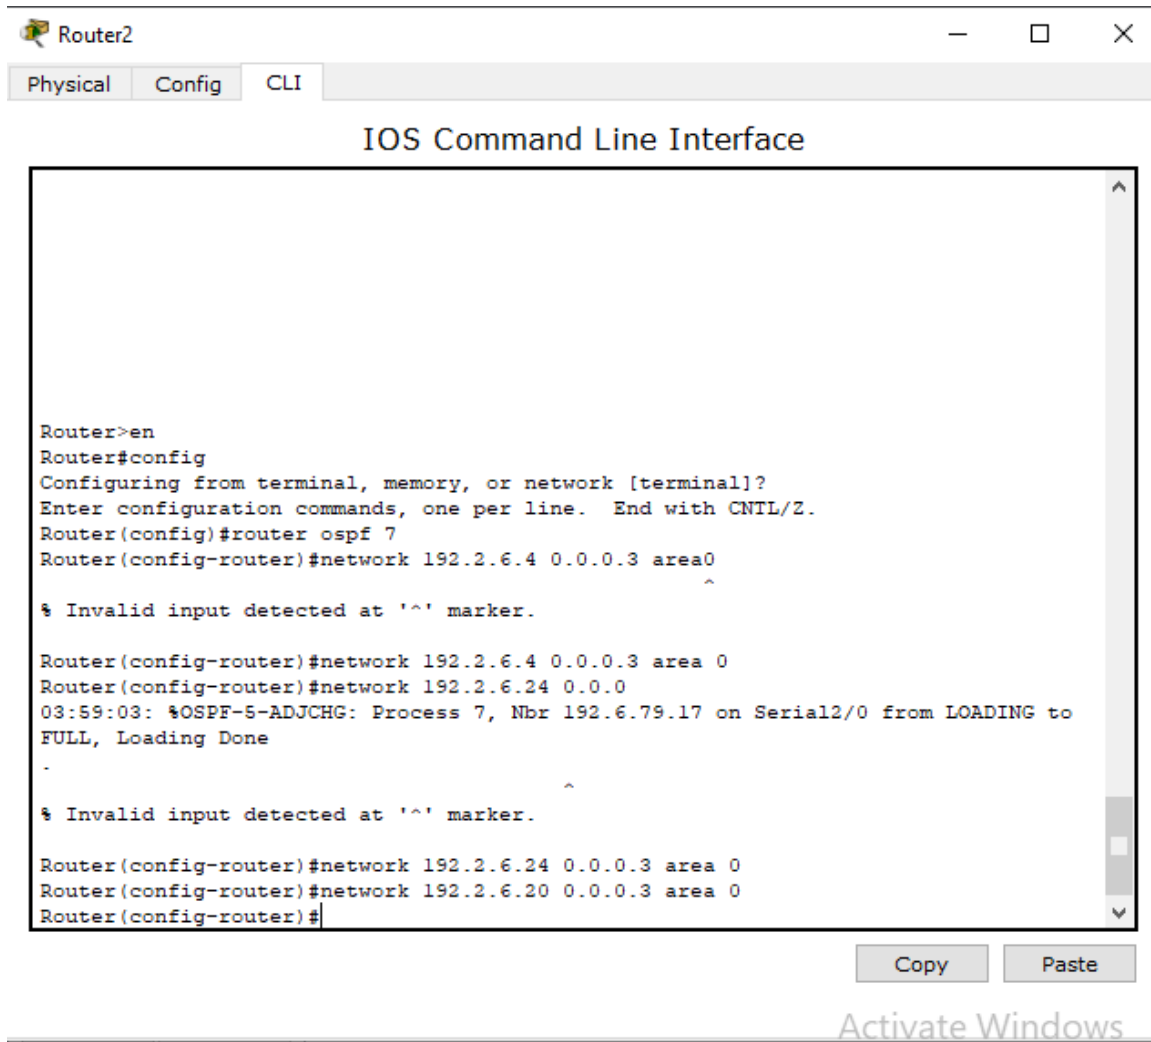 Router2
Physical Config CLI
IOS Command Line Interface
Router>en
Router#config
Configuring from terminal, memory, or network [terminal]?
Enter configuration commands, one per line.  End with CNTL/Z.
Router(config)#router ospf 7
Router(config-router)#network 192.2.6.4 0.0.0.3 area0
^
% Invalid input detected at '^' marker.
Router(config-router)#network 192.2.6.4 0.0.0.3 area 0
Router(config-router)#network 192.2.6.24 0.0.0
03:59:03: %OSPF-5-ADJCHG: Process 7, Nbr 192.6.79.17 on Serial2/0 from LOADING to
FULL, Loading Done
.
^
% Invalid input detected at '^' marker.
Router(config-router)#network 192.2.6.24 0.0.0.3 area 0
Router(config-router)#network 192.2.6.20 0.0.0.3 area 0
Router(config-router)#
Copy Paste
Activate Windows